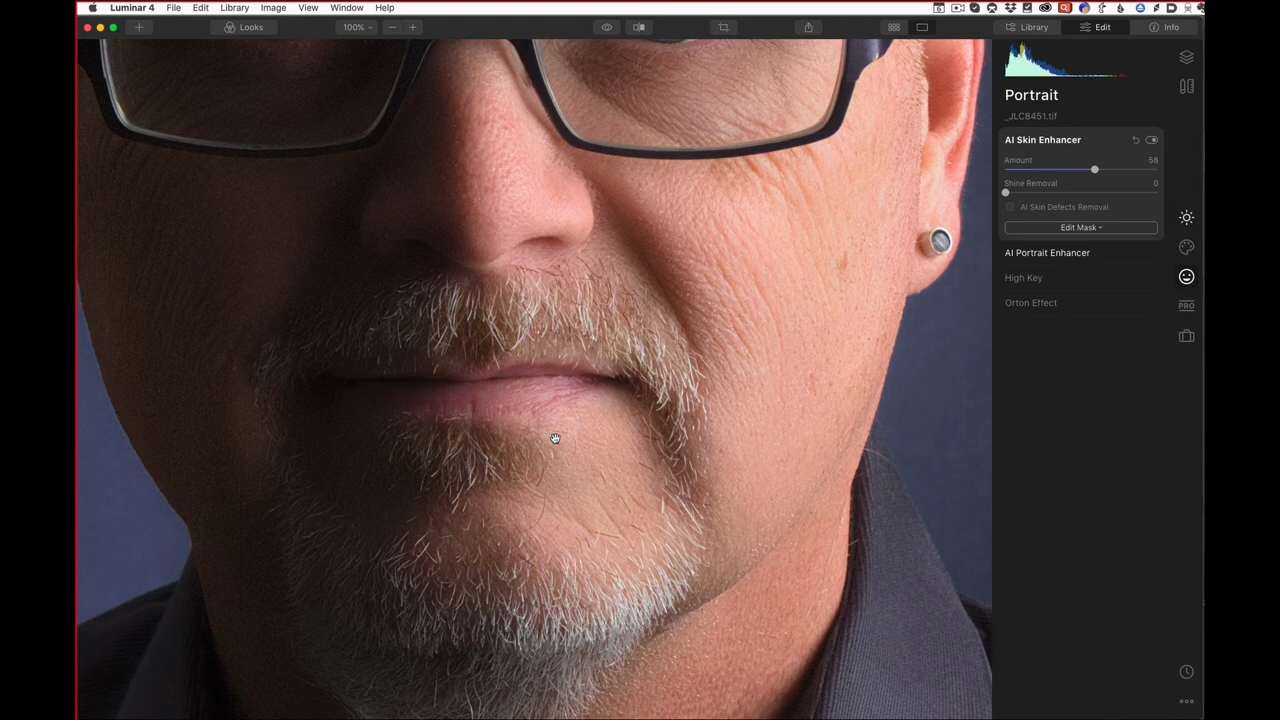 Luminar 4 File Edit Library Image View Window Help
Looks 100% Library Edit Info
Portrait
_JLC8451.tif
AI Skin Enhancer
Amount 58
Shine Removal 0
AI Skin Defects Removal
Edit Mask
AI Portrait Enhancer
High Key
Orton Effect
PRO